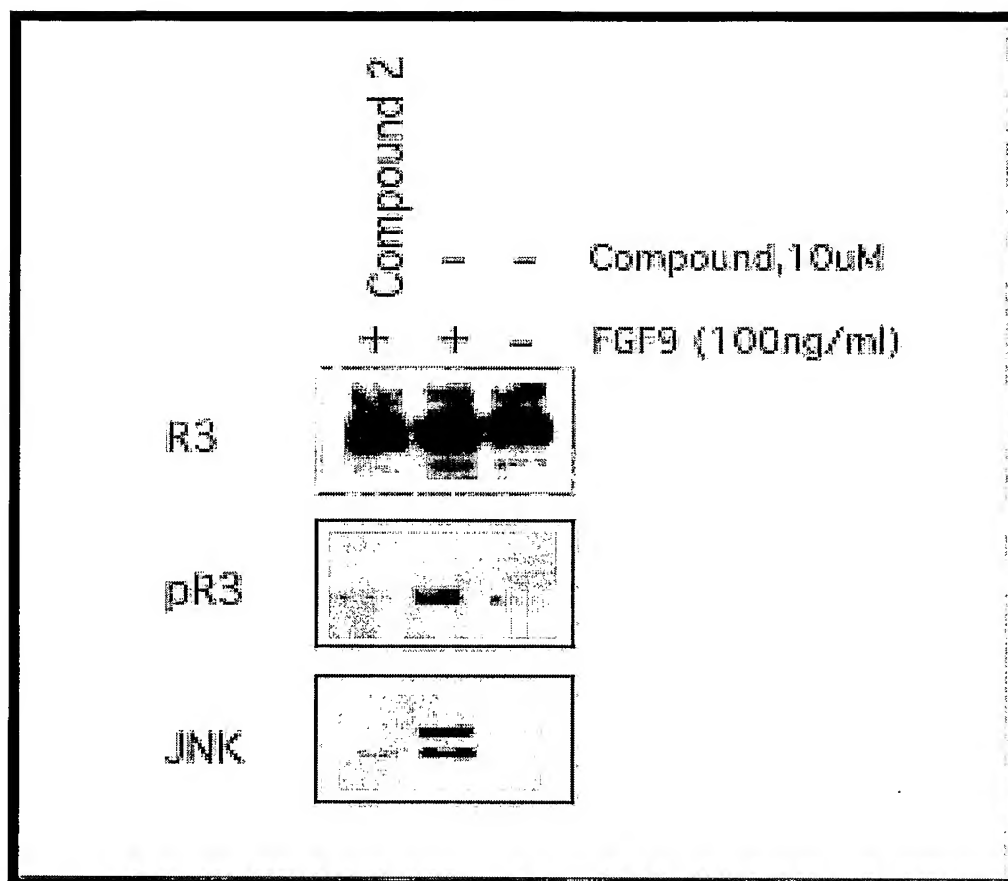 Compound 2
- - Compound,10uM
+ + - FGF9 (100ng/ml)
R3
pR3
JNK